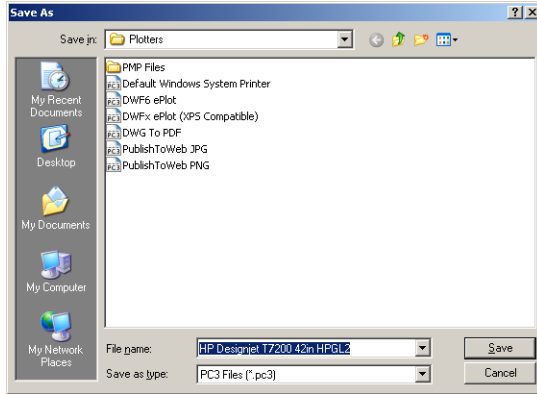 Save As
Save in: Plotters
PMP Files
Default Windows System Printer
DWF6 ePlot
DWFx ePlot (XPS Compatible)
DWG To PDF
PublishToWeb JPG
PublishToWeb PNG
My Recent
Documents
Desktop
My Documents
My Computer
My Network
Places
File name: HP Designjet T7200 42in HPGL2 Save
Save as type: PC3 Files (*.pc3) Cancel